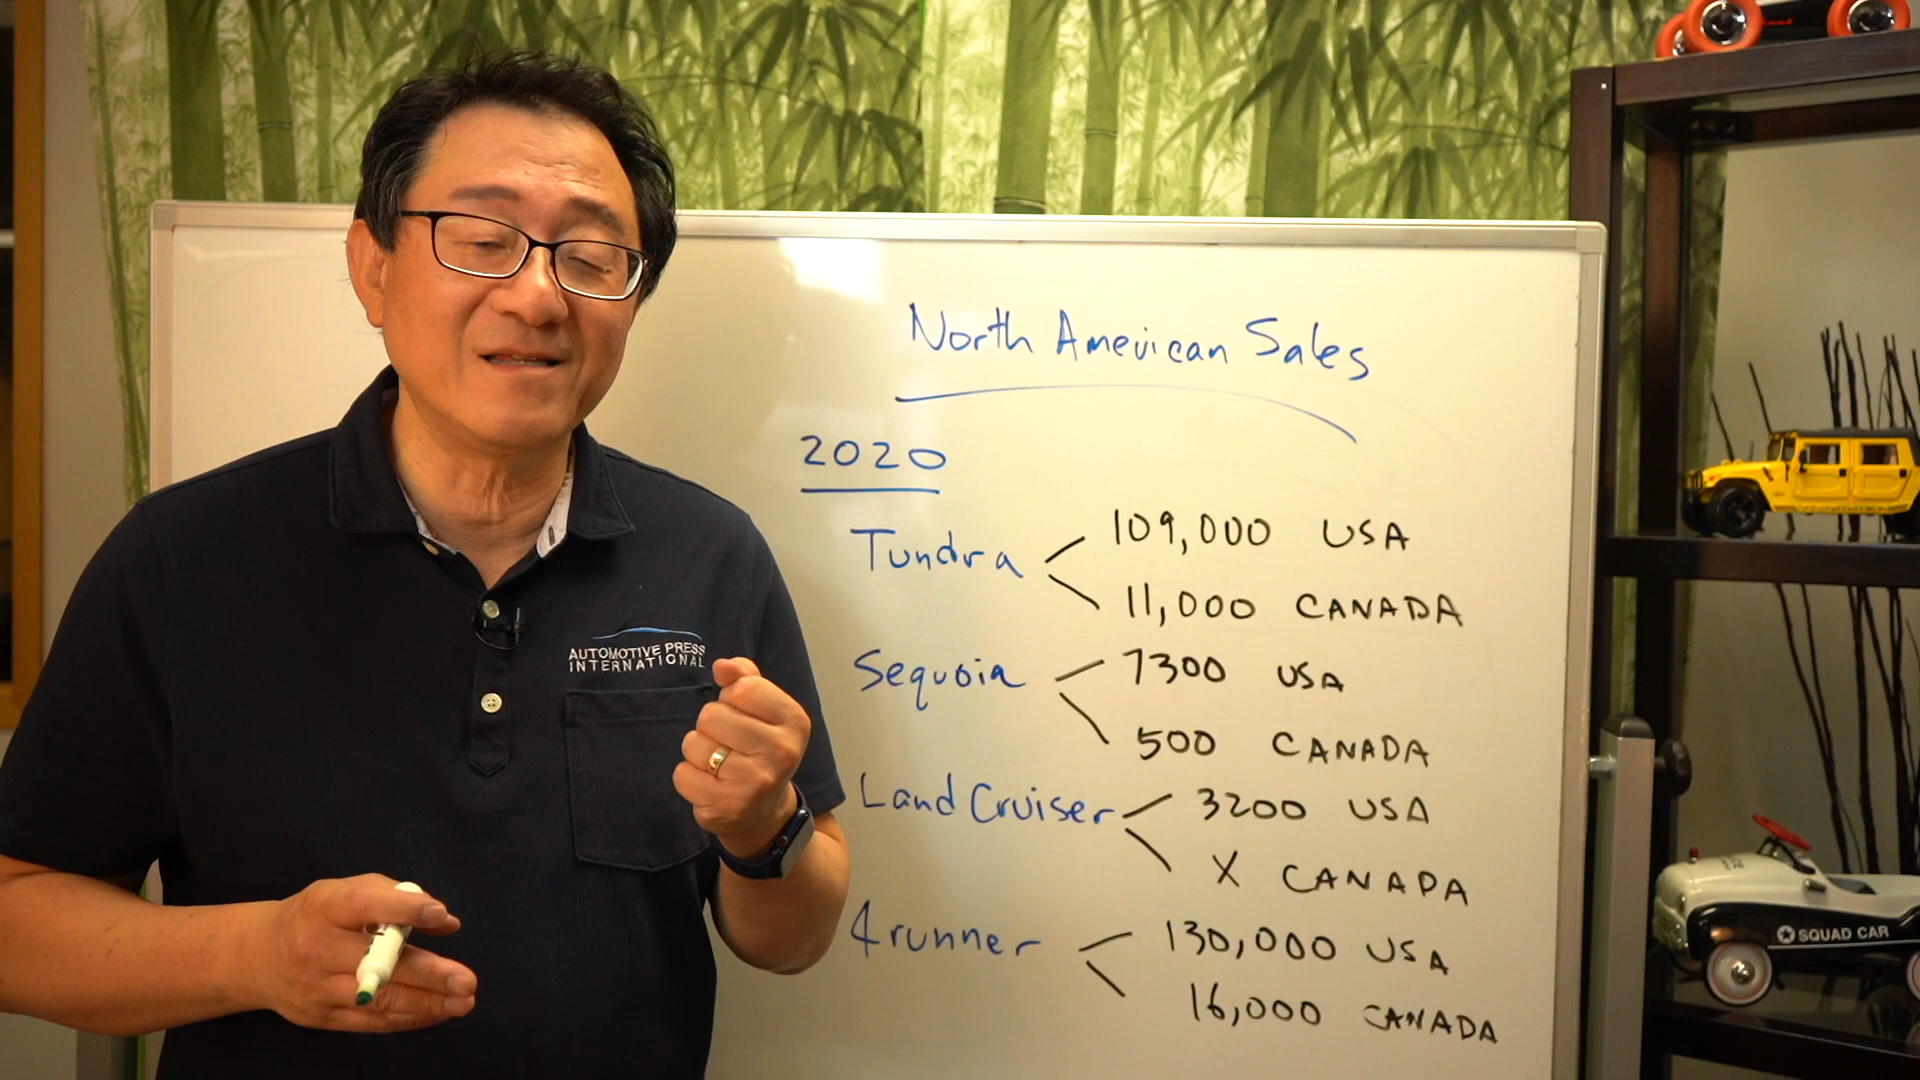 North American Sales
2020
Tundra
109,000 USA
11,000 CANADA
Sequoia
7300 USA
500 CANADA
Land Cruiser
3200 USA
X CANADA
4runner
130,000 USA
16,000 CANADA
AUTOMOTIVE PRESS
INTERNATIONAL
SQUAD CAR